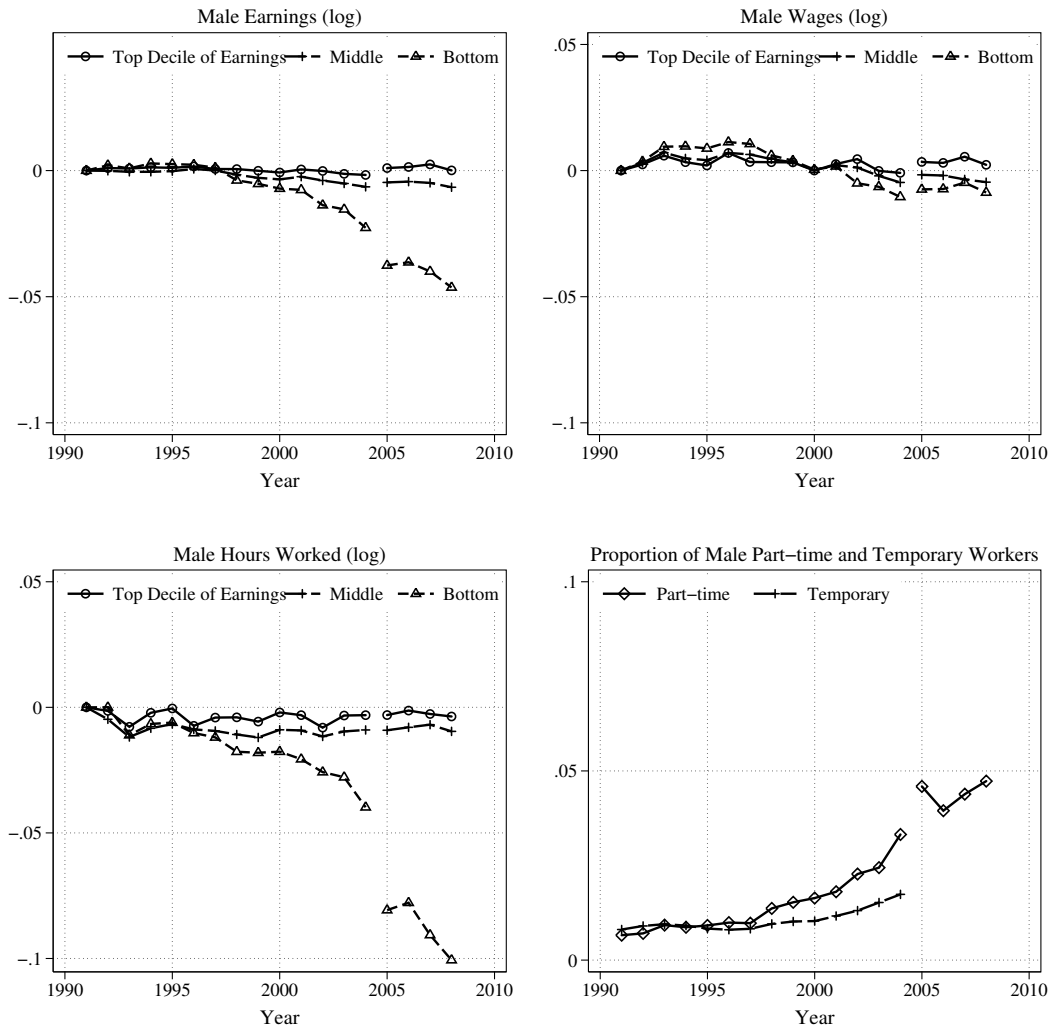 Male Earnings (log)
Top Decile of Earnings Middle Bottom
0
−.05
−.1
1990 1995 2000 2005 2010
Year
Male Wages (log)
.05
Top Decile of Earnings Middle Bottom
0
−.05
−.1
1990 1995 2000 2005 2010
Year
Male Hours Worked (log)
.05
Top Decile of Earnings Middle Bottom
0
−.05
−.1
1990 1995 2000 2005 2010
Year
Proportion of Male Part−time and Temporary Workers
.1
Part−time Temporary
.05
0
1990 1995 2000 2005 2010
Year